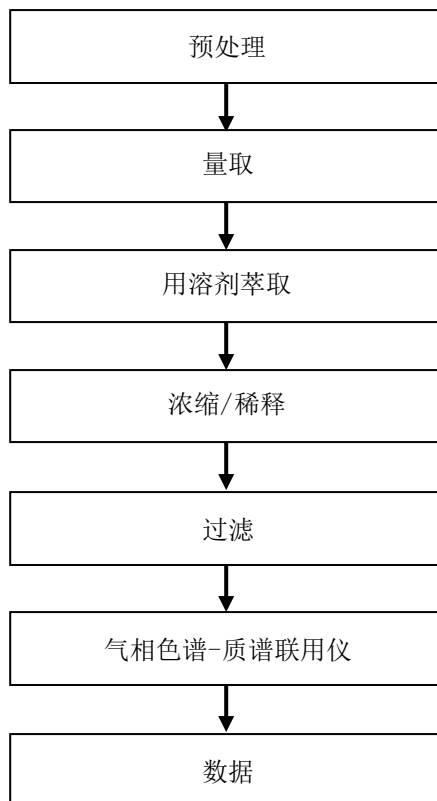 预处理
量取
用溶剂萃取
浓缩/稀释
过滤
气相色谱-质谱联用仪
数据